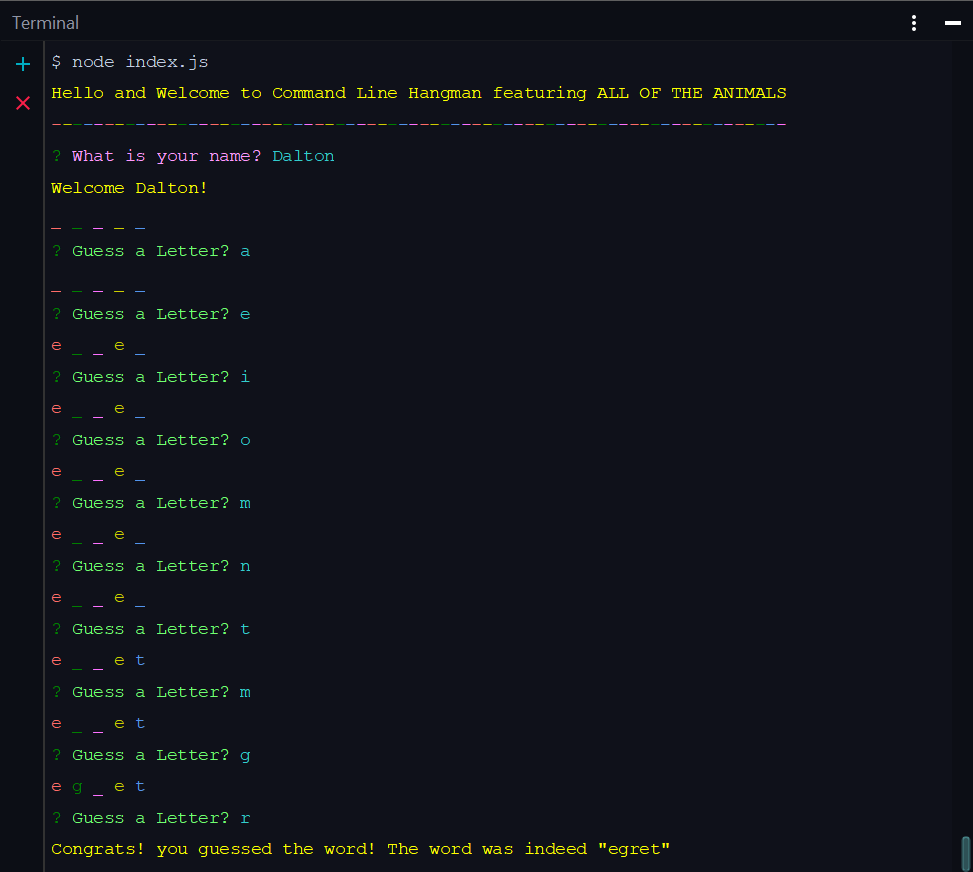 Terminal
$ node index.js
Hello and Welcome to Command Line Hangman featuring ALL OF THE ANIMALS
----------------------------------------------------------------------
? What is your name? Dalton
Welcome Dalton!
_ _ _ _ _
? Guess a Letter? a
_ _ _ _ _
? Guess a Letter? e
e _ _ e _
? Guess a Letter? i
e _ _ e _
? Guess a Letter? o
e _ _ e _
? Guess a Letter? m
e _ _ e _
? Guess a Letter? n
e _ _ e _
? Guess a Letter? t
e _ _ e t
? Guess a Letter? m
e _ _ e t
? Guess a Letter? g
e g _ e t
? Guess a Letter? r
Congrats! you guessed the word! The word was indeed "egret"